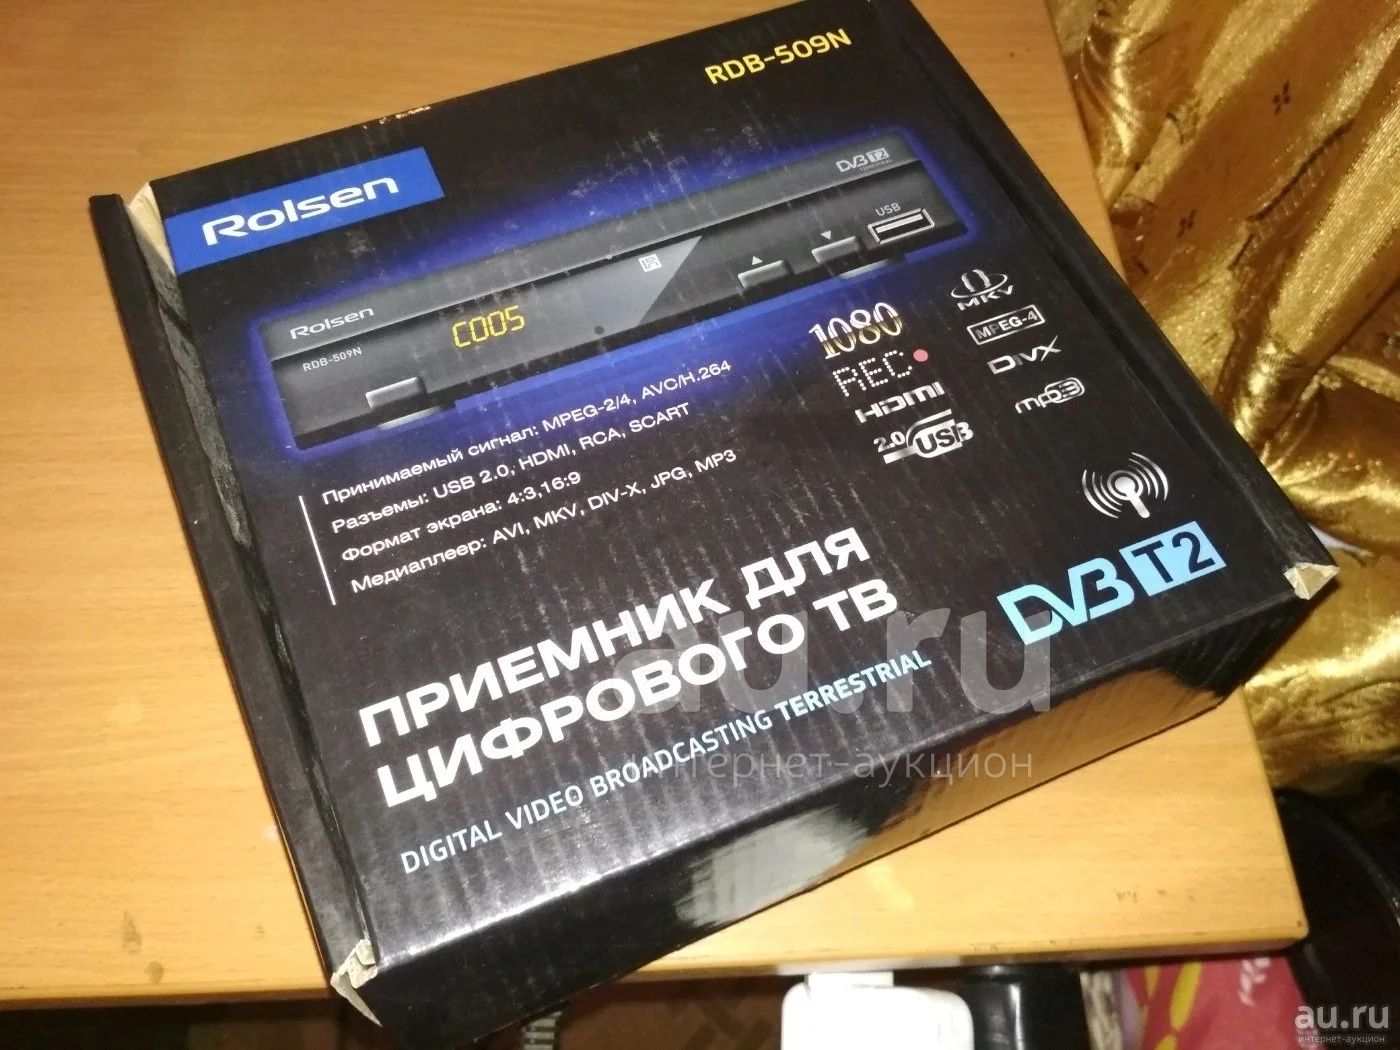 RDB-509N
Rolsen
DVB T2
TERRESTRIAL
USB
Rolsen
RDB-509N
C005
1080
REC
HDMI
2.0 USB
MKV
MPEG-4
DIVX
mp3
Принимаемый сигнал: MPEG-2/4, AVC/H.264
Разъемы: USB 2.0, HDMI, RCA, SCART
Формат экрана: 4:3,16:9
Медиаплеер: AVI, MKV, DIV-X, JPG, MP3
DVB T2
ПРИЕМНИК ДЛЯ
ЦИФРОВОГО ТВ
DIGITAL VIDEO BROADCASTING TERRESTRIAL
au.ru
интернет-аукцион
au.ru
интернет-аукцион